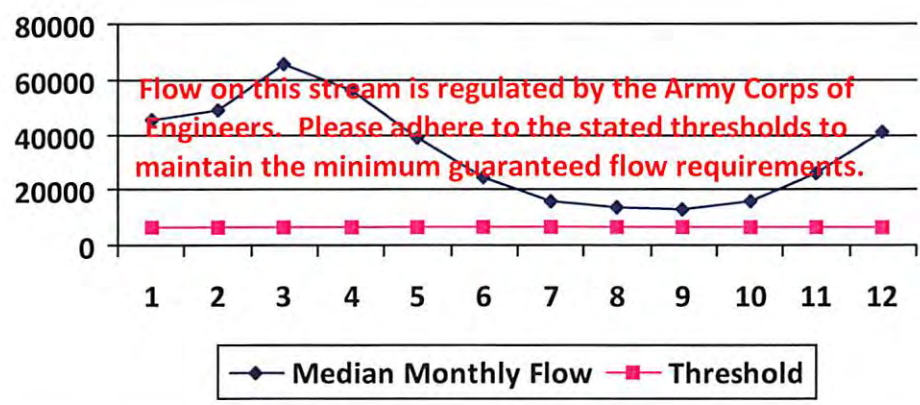 80000
60000
Flow on this stream is regulated by the Army Corps of
Engineers. Please adhere to the stated thresholds to
40000
maintain the minimum guaranteed flow requirements.
20000
0
1 2 3 4 5 6 7 8 9 10 11 12
Median Monthly Flow Threshold